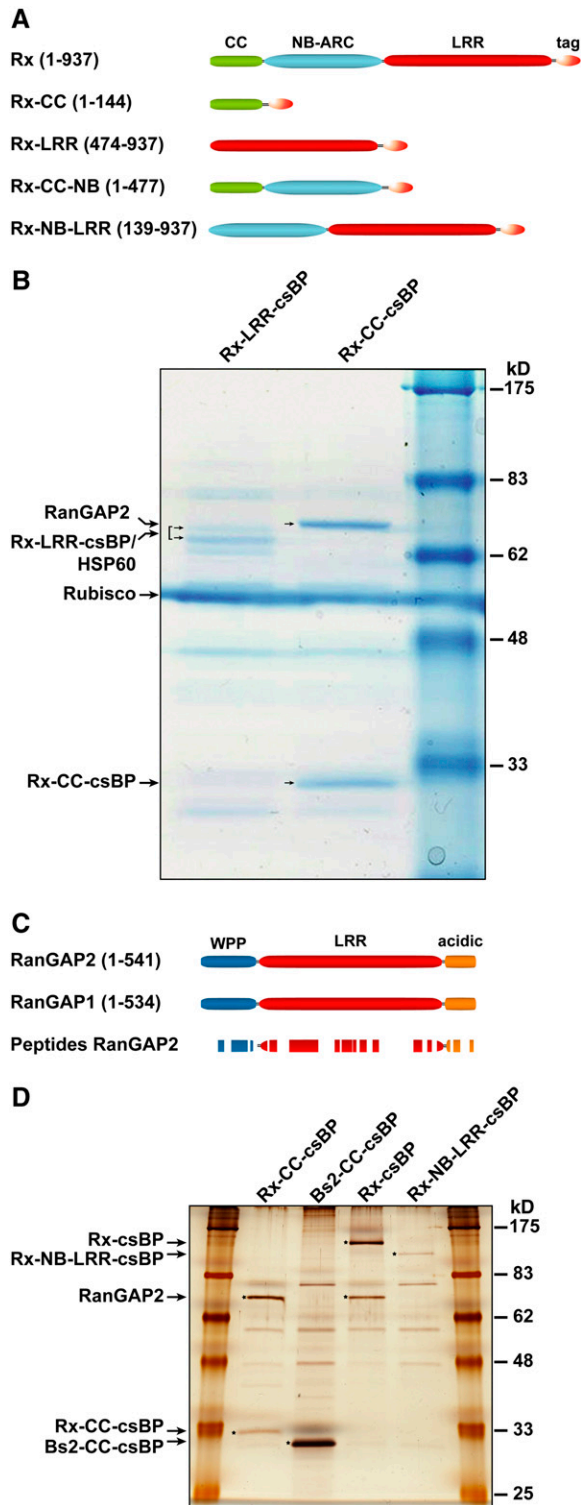 A
CC NB-ARC LRR tag
Rx (1-937)
Rx-CC (1-144)
Rx-LRR (474-937)
Rx-CC-NB (1-477)
Rx-NB-LRR (139-937)
B
Rx-LRR-csBP Rx-CC-csBP
kD
175
83
RanGAP2
Rx-LRR-csBP/
HSP60
62
Rubisco
48
33
Rx-CC-csBP
C
WPP LRR acidic
RanGAP2 (1-541)
RanGAP1 (1-534)
Peptides RanGAP2
D
Rx-CC-csBP Bs2-CC-csBP Rx-csBP Rx-NB-LRR-csBP
kD
175
Rx-csBP
Rx-NB-LRR-csBP
83
RanGAP2
62
48
33
Rx-CC-csBP
Bs2-CC-csBP
25